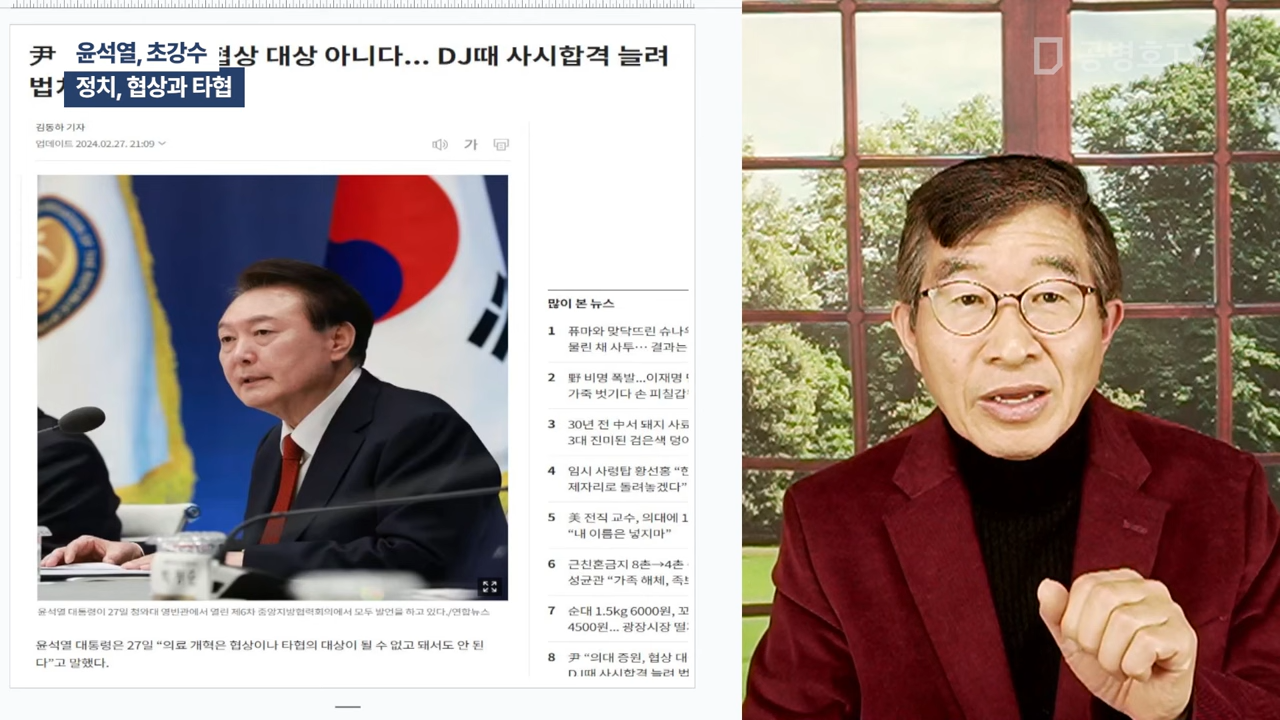 尹
윤석열, 초강수
협상 대상 아니다... DJ때 사시합격 늘려
정치, 협상과 타협
김동하 기자
업데이트 2024.02.27. 21:09
가
윤석열 대통령이 27일 청와대 영빈관에서 열린 제6차 중앙지방협력회의에서 모두 발언을 하고 있다./연합뉴스
윤석열 대통령은 27일 “의료 개혁은 협상이나 타협의 대상이 될 수 없고 돼서도 안 된
다”고 말했다.
많이 본 뉴스
1 퓨마와 맞닥뜨린 슈나
물린 채 사투… 결과는
2 野 비명 폭발...이재명
가죽 벗기다 손 피칠갑
3 30년 전 中서 돼지 사료
3대 진미된 검은색 덩어
4 임시 사령탑 황선홍 “한
제자리로 돌려놓겠다”
5 美 전직 교수, 의대에 1
“내 이름은 넣지마”
6 근친혼금지 8촌→4촌
성균관 “가족 해체, 족보
7 순대 1.5kg 6000원, 꼬
4500원... 광장시장 떨
8 尹 “의대 증원, 협상 대
DJ때 사시합격 늘려 법
공병호TV